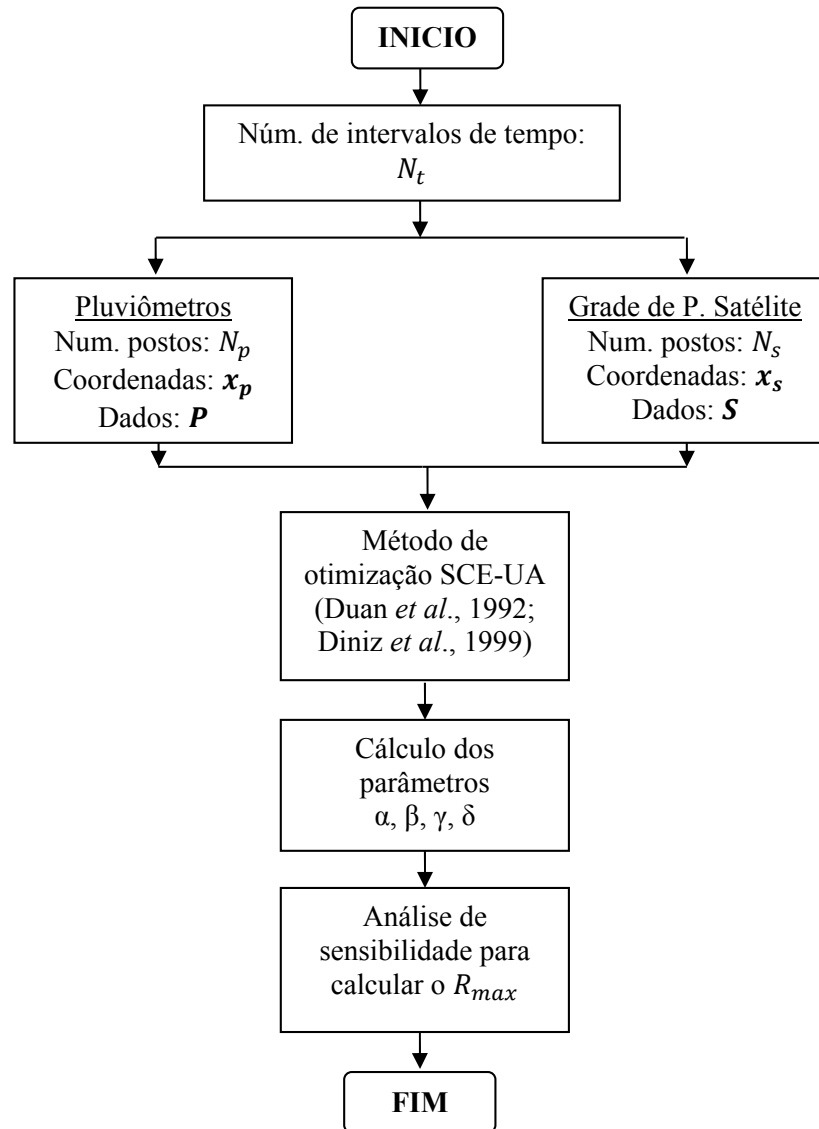 INICIO
Núm. de intervalos de tempo:
N_t
Pluviômetros
Num. postos: N_p
Coordenadas: x_p
Dados: P
Grade de P. Satélite
Num. postos: N_s
Coordenadas: x_s
Dados: S
Método de
otimização SCE-UA
(Duan et al., 1992;
Diniz et al., 1999)
Cálculo dos
parâmetros
α, β, γ, δ
Análise de
sensibilidade para
calcular o R_max
FIM